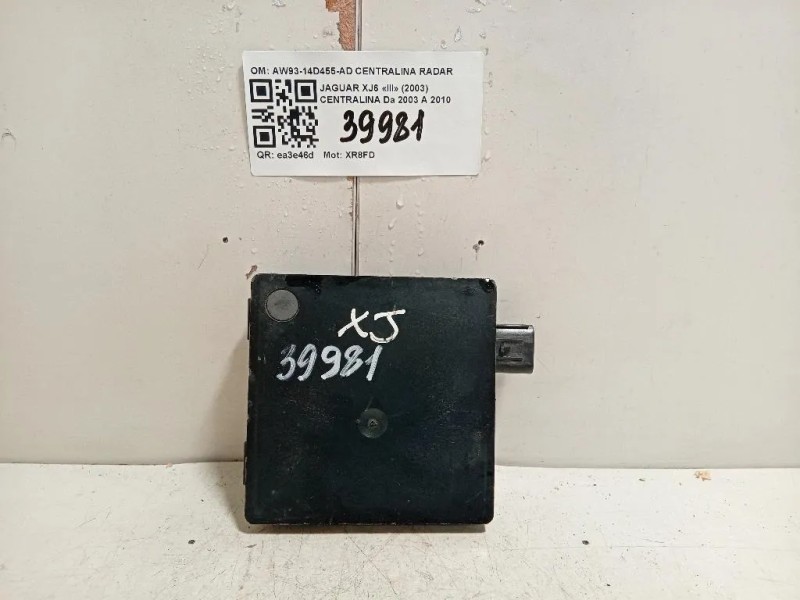 OM: AW93-14D455-AD CENTRALINA RADAR
JAGUAR XJ6 «III» (2003)
CENTRALINA Da 2003 A 2010
39981
QR: ea3e46d Mot: XR8FD
XJ
39981